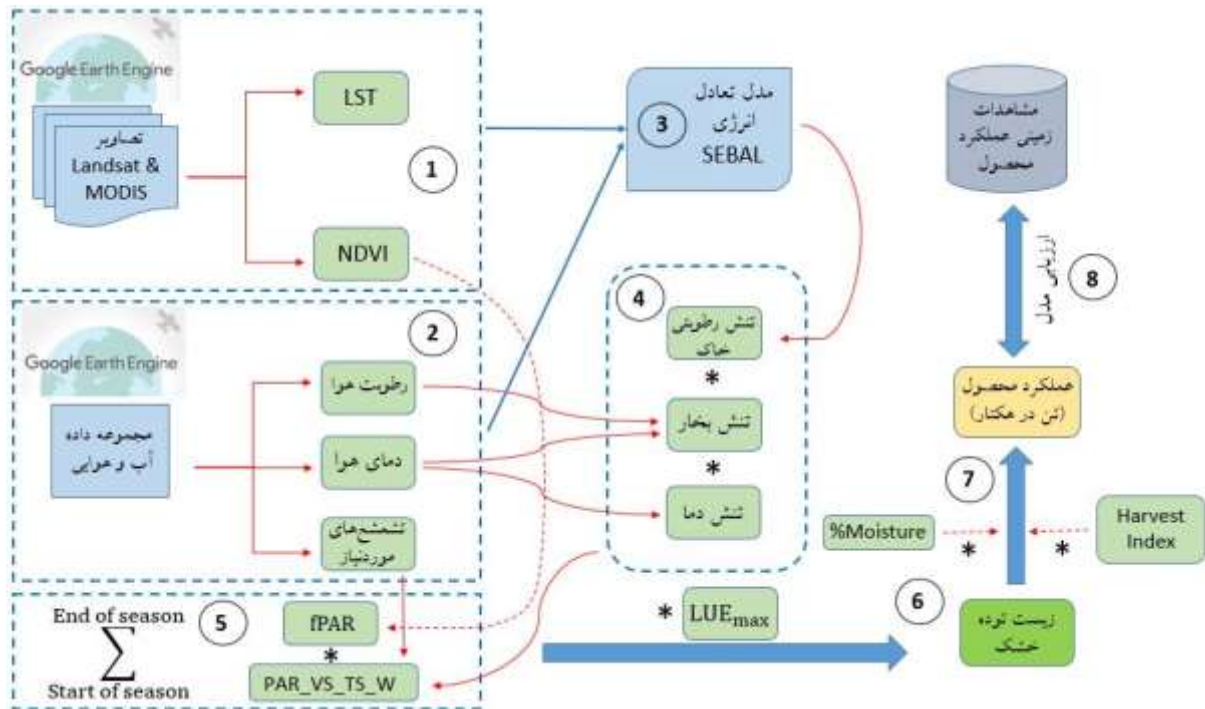 Google Earth Engine
تصاویر
Landsat &
MODIS
LST
NDVI
1
Google Earth Engine
مجموعه داده
آب و هوایی
2
رطوبت هوا
دمای هوا
تشعشع‌های
موردنیاز
3
مدل تعادل
انرژی
SEBAL
4
تنش رطوبتی
خاک
*
تنش بخار
*
تنش دما
End of season
∑
Start of season
5
fPAR
*
PAR_VS_TS_W
* LUEmax
6
زیست توده
خشک
%Moisture
*
7
*
Harvest
Index
عملکرد محصول
(تن در هکتار)
ارزیابی مدل
8
مشاهدات
زمینی عملکرد
محصول